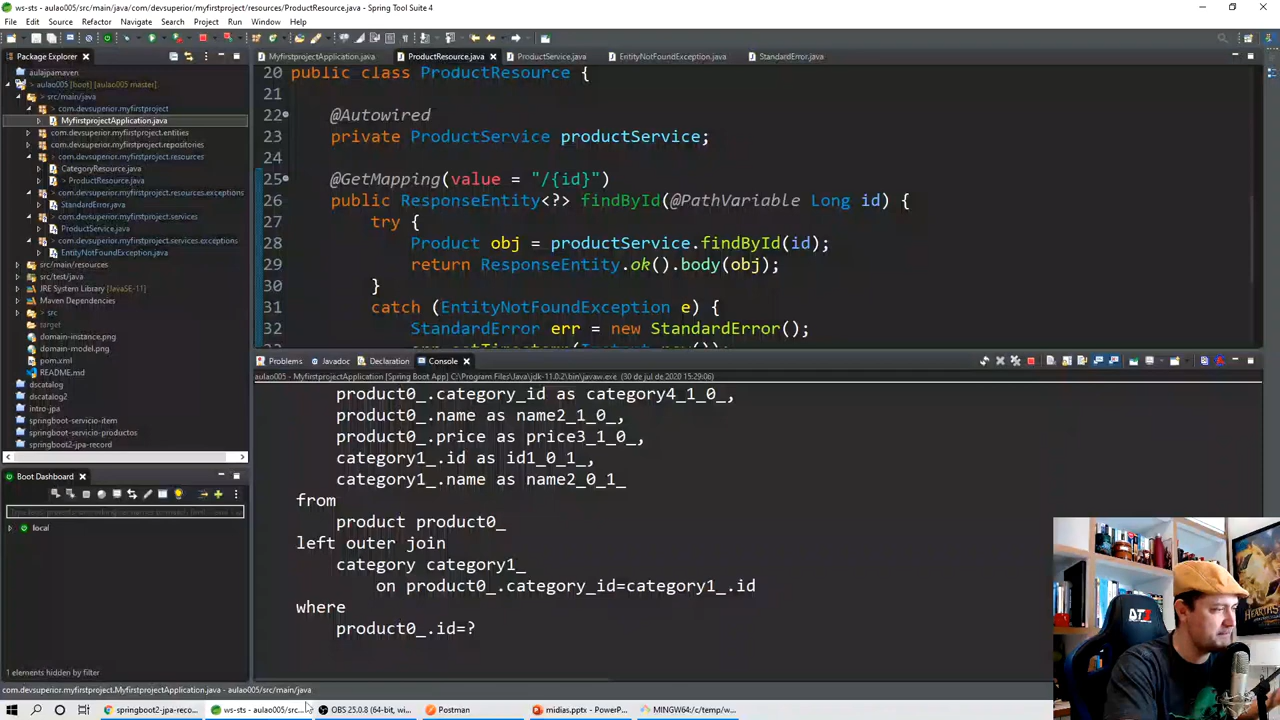 ws-sts - aulao005/src/main/java/com/devsuperior/myfirstproject/resources/ProductResource.java - Spring Tool Suite 4
File Edit Source Refactor Navigate Search Project Run Window Help
Package Explorer
aulajpamaven
> aulao005 [boot] [aulao005 master]
> src/main/java
> com.devsuperior.myfirstproject
MyfirstprojectApplication.java
com.devsuperior.myfirstproject.entities
com.devsuperior.myfirstproject.repositories
> com.devsuperior.myfirstproject.resources
CategoryResource.java
> ProductResource.java
> com.devsuperior.myfirstproject.resources.exceptions
StandardError.java
> com.devsuperior.myfirstproject.services
ProductService.java
> com.devsuperior.myfirstproject.services.exceptions
EntityNotFoundException.java
src/main/resources
src/test/java
JRE System Library [JavaSE-11]
Maven Dependencies
> src
target
domain-instance.png
domain-model.png
pom.xml
README.md
dscatalog
dscatalog2
intro-jpa
springboot-servicio-item
springboot-servicio-productos
springboot2-jpa-record
Boot Dashboard
local
1 elements hidden by filter
MyfirstprojectApplication.java ProductResource.java ProductService.java EntityNotFoundException.java StandardError.java
20 public class ProductResource {
21
22 @Autowired
23 private ProductService productService;
24
25 @GetMapping(value = "/{id}")
26 public ResponseEntity<?> findById(@PathVariable Long id) {
27 try {
28 Product obj = productService.findById(id);
29 return ResponseEntity.ok().body(obj);
30 }
31 catch (EntityNotFoundException e) {
32 StandardError err = new StandardError();
Problems Javadoc Declaration Console
aulao005 - MyfirstprojectApplication [Spring Boot App] C:\Program Files\Java\jdk-11.0.2\bin\javaw.exe (30 de jul de 2020 15:29:06)
product0_.category_id as category4_1_0_,
product0_.name as name2_1_0_,
product0_.price as price3_1_0_,
category1_.id as id1_0_1_,
category1_.name as name2_0_1_
from
product product0_
left outer join
category category1_
on product0_.category_id=category1_.id
where
product0_.id=?
com.devsuperior.myfirstproject.MyfirstprojectApplication.java - aulao005/src/main/java
springboot2-jpa-reco... ws-sts - aulao005/src... OBS 25.0.8 (64-bit, wi... Postman midias.pptx - PowerP... MINGW64:/c/temp/w...
DT3
HEARTHS